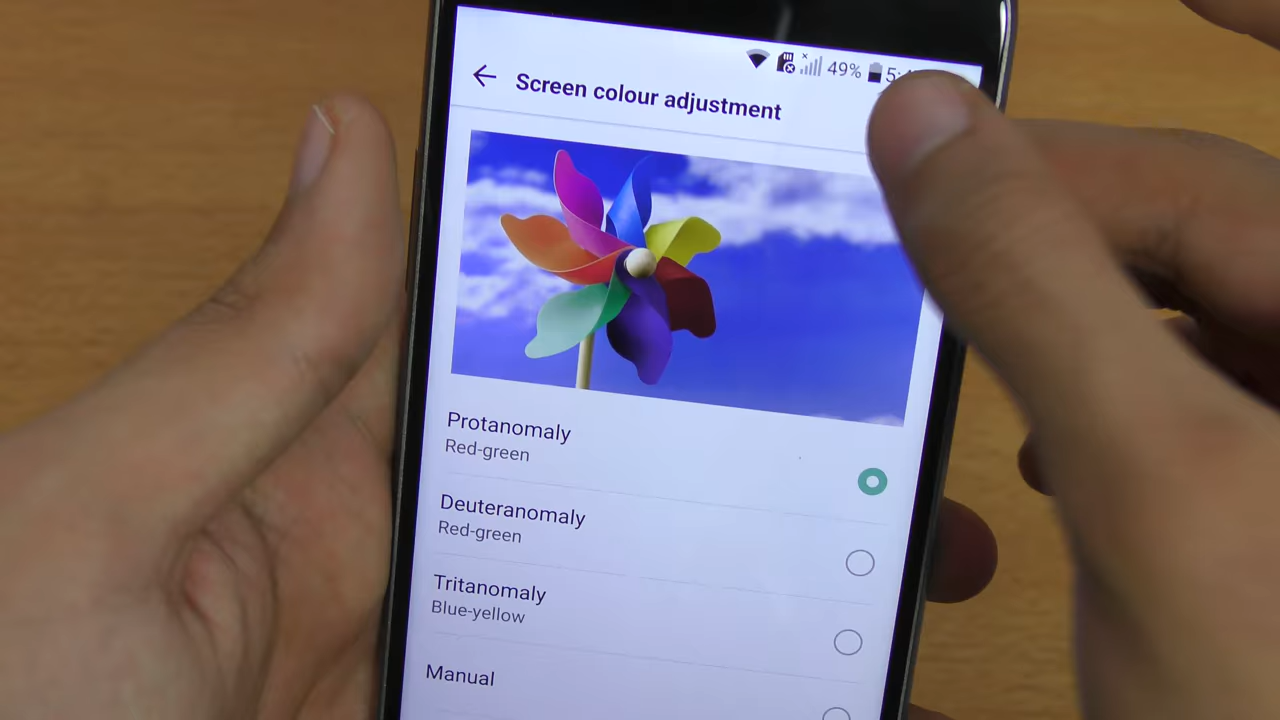 49%
Screen colour adjustment
Protanomaly
Red-green
Deuteranomaly
Red-green
Tritanomaly
Blue-yellow
Manual